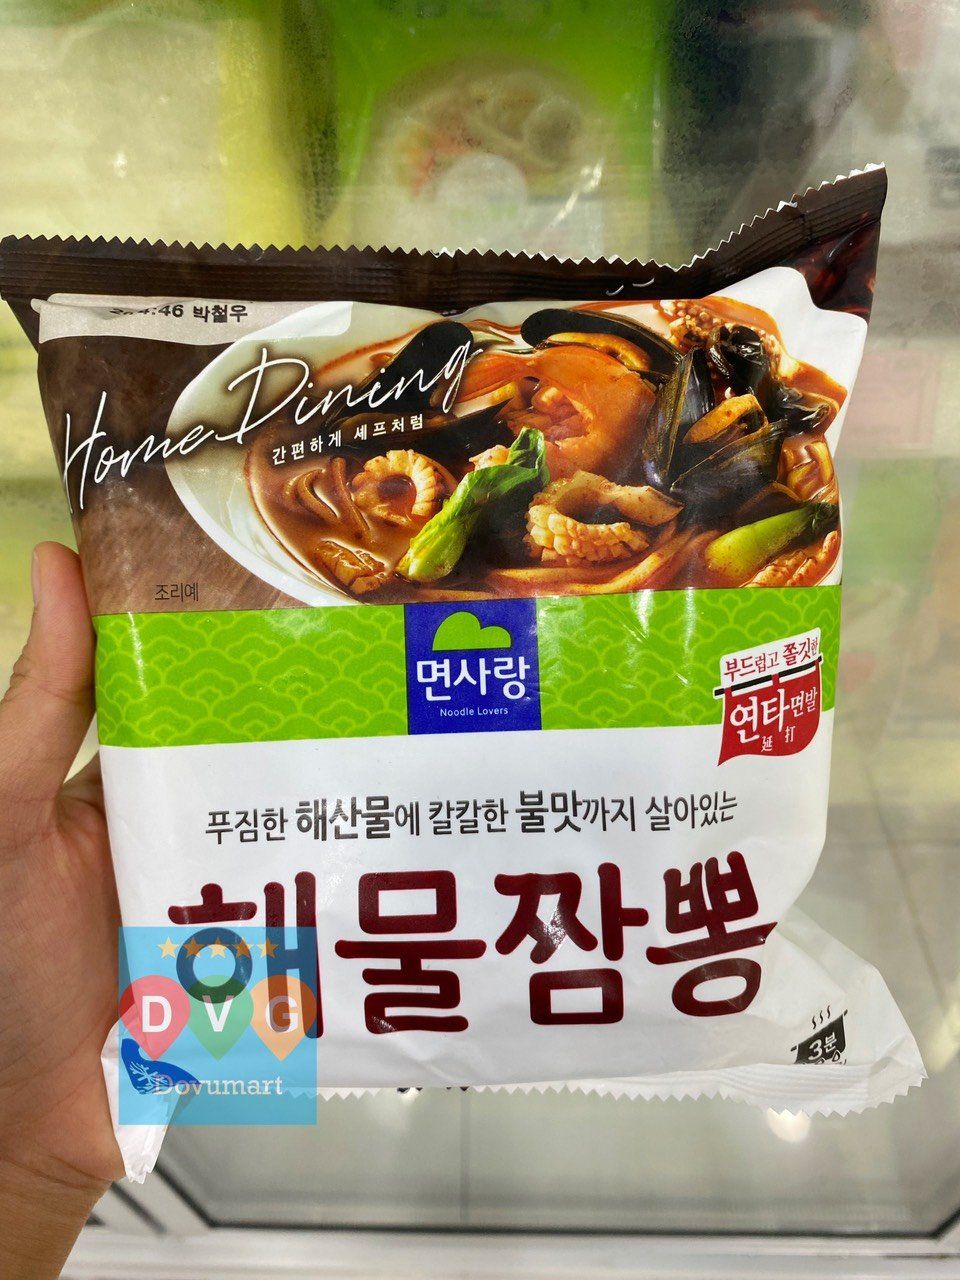 :46 박철우
Home Dining
간편하게 셰프처럼
조리예
면사랑
Noodle Lovers
부드럽고 쫄깃한
연타면발
延打
푸짐한 해산물에 칼칼한 불맛까지 살아있는
해물짬뽕
3분
DVG
Dovumart